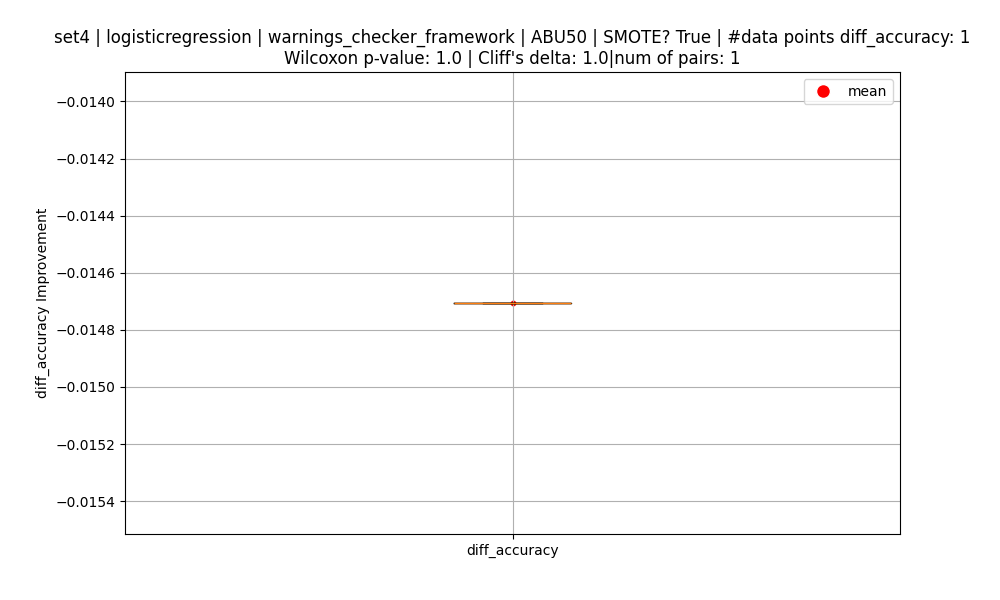 set4 | logisticregression | warnings_checker_framework | ABU50 | SMOTE? True | #data points diff_accuracy: 1
Wilcoxon p-value: 1.0 | Cliff's delta: 1.0|num of pairs: 1
mean
−0.0140
−0.0142
−0.0144
−0.0146
−0.0148
−0.0150
−0.0152
−0.0154
diff_accuracy Improvement
diff_accuracy